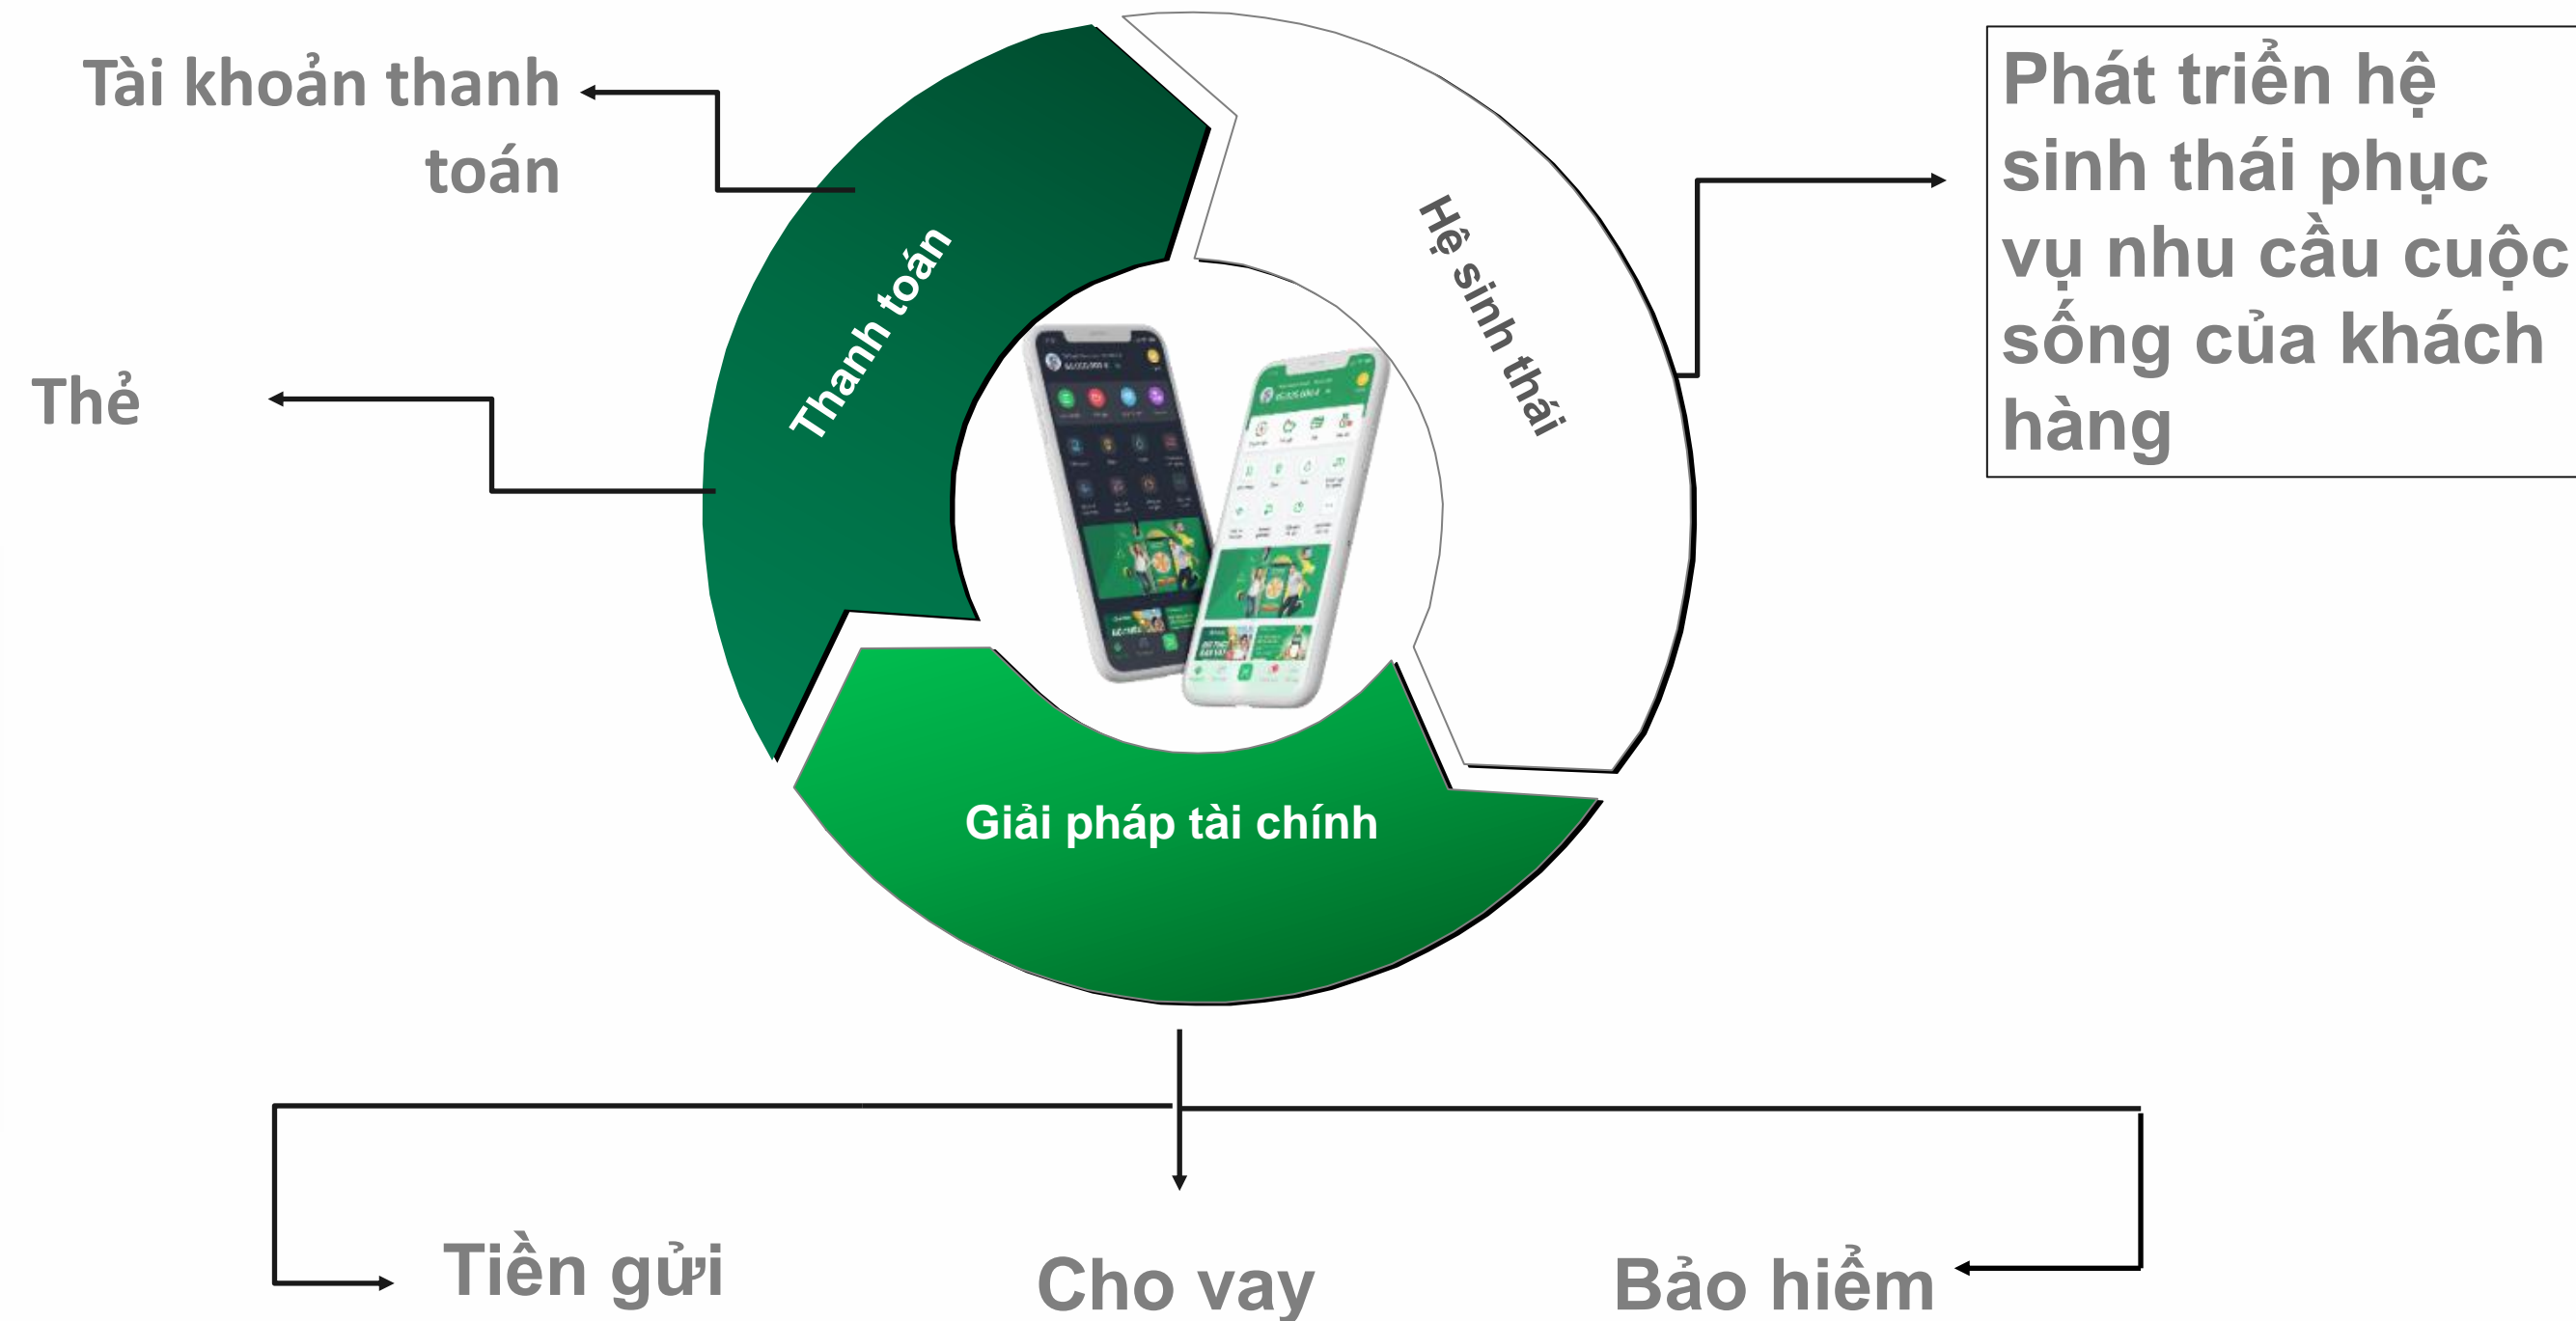 Tài khoản thanh
toán
Thẻ
Thanh toán
Hệ sinh thái
Phát triển hệ
sinh thái phục
vụ nhu cầu cuộc
sống của khách
hàng
Giải pháp tài chính
Tiền gửi
Cho vay
Bảo hiểm